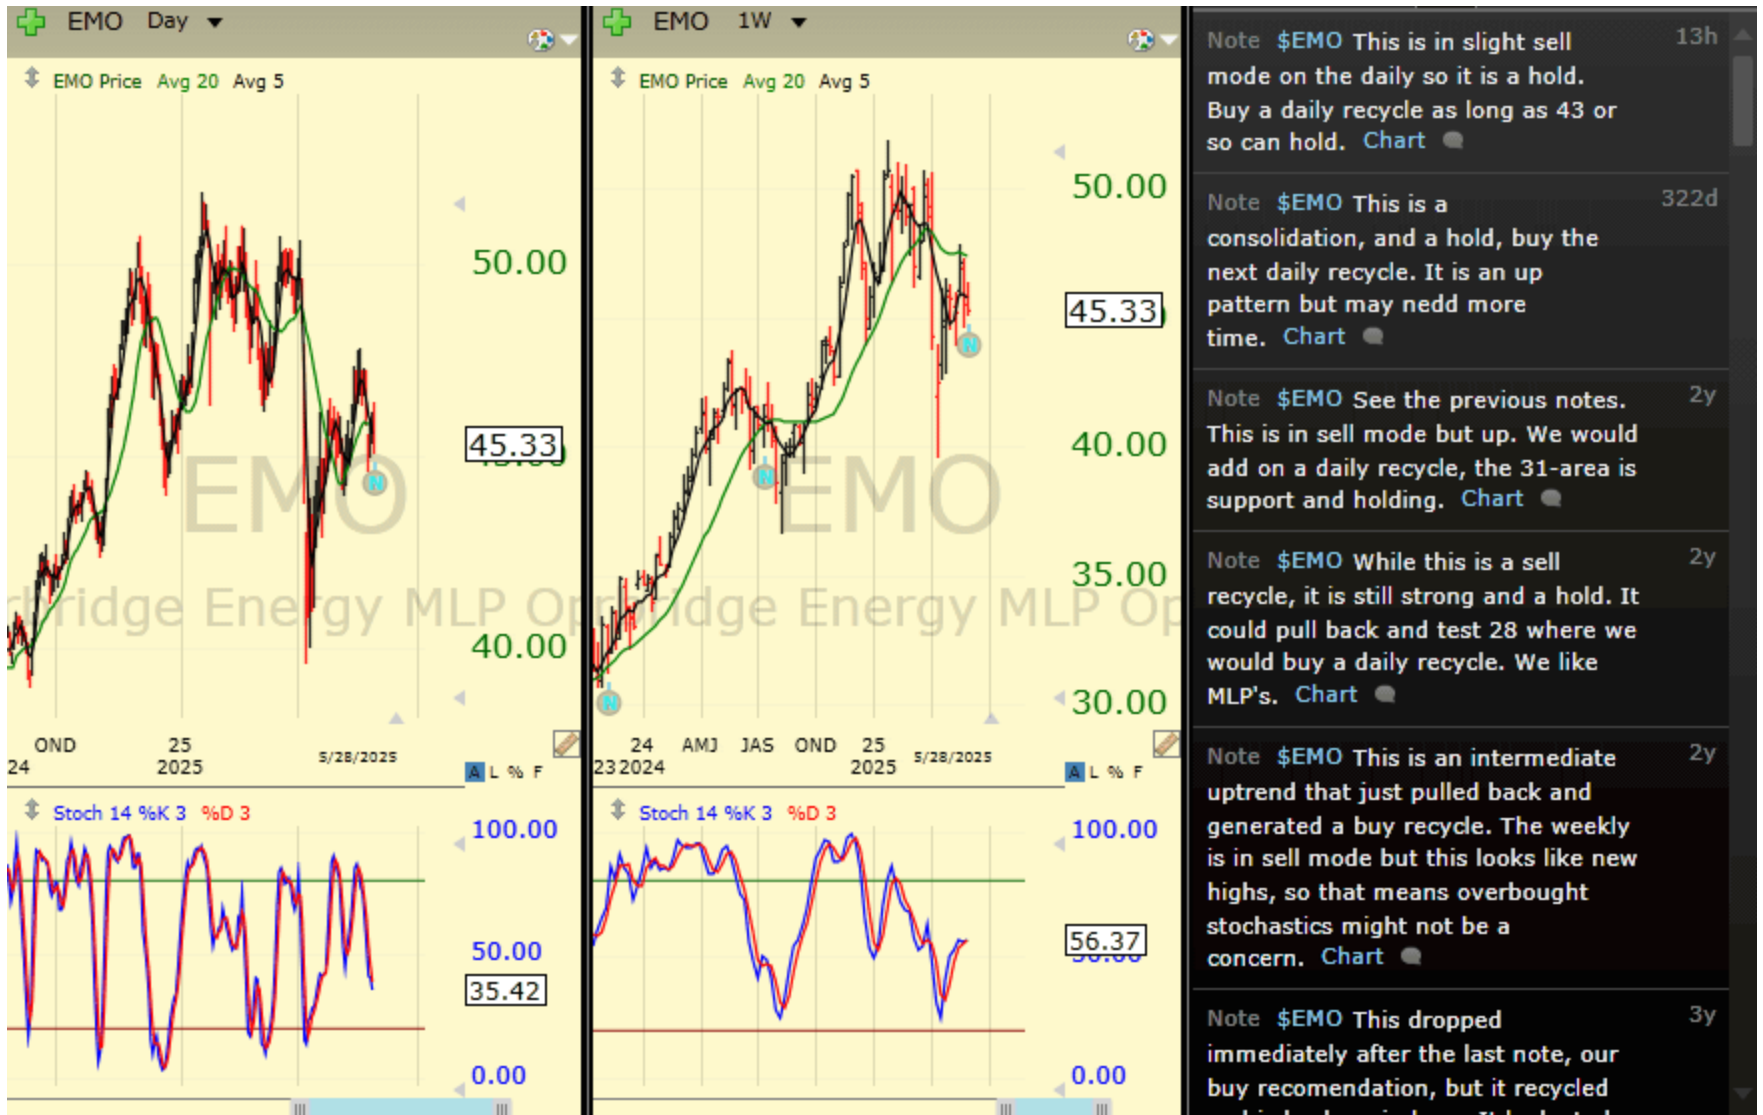 EMO Day
EMO Price Avg 20 Avg 5
50.00
45.33
40.00
EMO
bridge Energy MLP Op
N
OND 25
24 2025 5/28/2025
A L % F
Stoch 14 %K 3 %D 3
100.00
50.00
35.42
0.00
EMO 1W
EMO Price Avg 20 Avg 5
50.00
45.33
40.00
35.00
30.00
EMO
ridge Energy MLP Op
N
N
N
24 AMJ JAS OND 25
23 2024 2025 5/28/2025
A L % F
Stoch 14 %K 3 %D 3
100.00
56.37
50.00
0.00
Note $EMO This is in slight sell 13h
mode on the daily so it is a hold.
Buy a daily recycle as long as 43 or
so can hold. Chart
Note $EMO This is a 322d
consolidation, and a hold, buy the
next daily recycle. It is an up
pattern but may nedd more
time. Chart
Note $EMO See the previous notes. 2y
This is in sell mode but up. We would
add on a daily recycle, the 31-area is
support and holding. Chart
Note $EMO While this is a sell 2y
recycle, it is still strong and a hold. It
could pull back and test 28 where we
would buy a daily recycle. We like
MLP's. Chart
Note $EMO This is an intermediate 2y
uptrend that just pulled back and
generated a buy recycle. The weekly
is in sell mode but this looks like new
highs, so that means overbought
stochastics might not be a
concern. Chart
Note $EMO This dropped 3y
immediately after the last note, our
buy recomendation, but it recycled